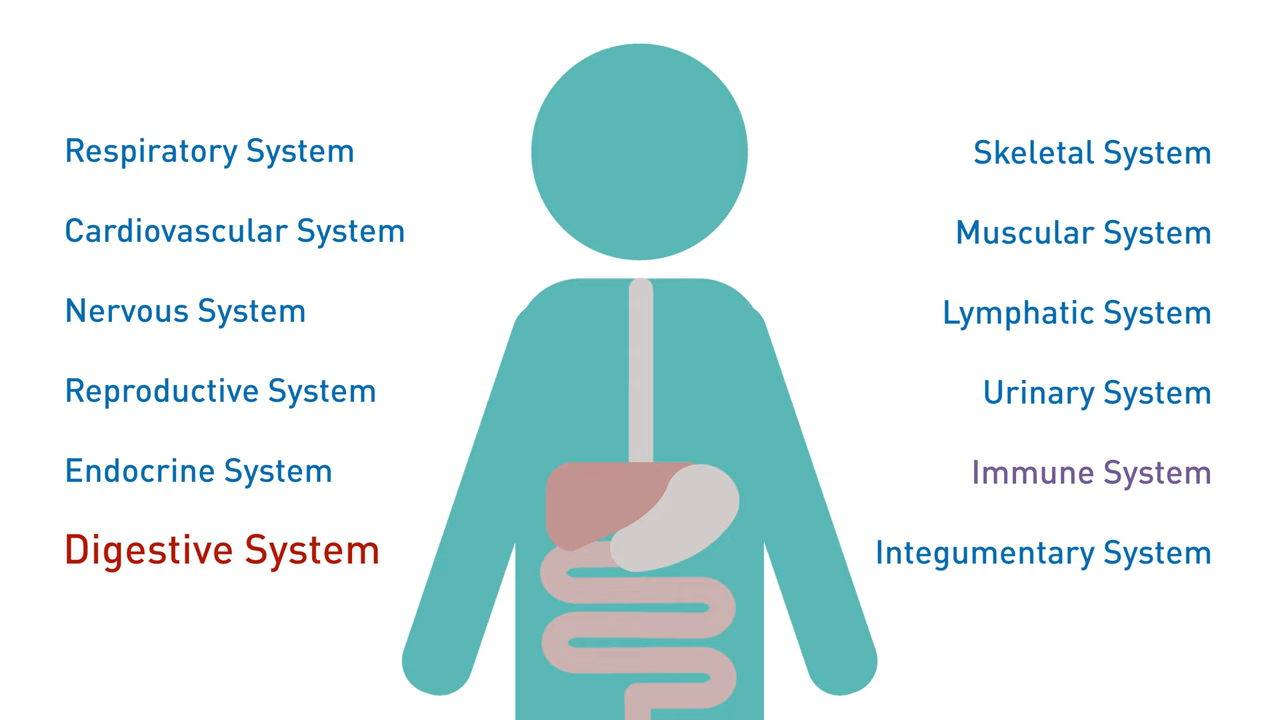 Respiratory System
Cardiovascular System
Nervous System
Reproductive System
Endocrine System
Digestive System
Skeletal System
Muscular System
Lymphatic System
Urinary System
Immune System
Integumentary System